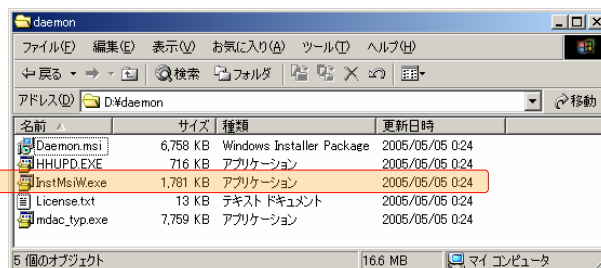 daemon
ファイル(F) 編集(E) 表示(V) お気に入り(A) ツール(T) ヘルプ(H)
戻る 検索 フォルダ
アドレス(D) D:¥daemon 移動
名前 サイズ 種類 更新日時
Daemon.msi 6,758 KB Windows Installer Package 2005/05/05 0:24
HHUPD.EXE 716 KB アプリケーション 2005/05/05 0:24
InstMsiW.exe 1,781 KB アプリケーション 2005/05/05 0:24
License.txt 13 KB テキスト ドキュメント 2005/05/05 0:24
mdac_typ.exe 7,759 KB アプリケーション 2005/05/05 0:24
5 個のオブジェクト 16.6 MB マイ コンピュータ